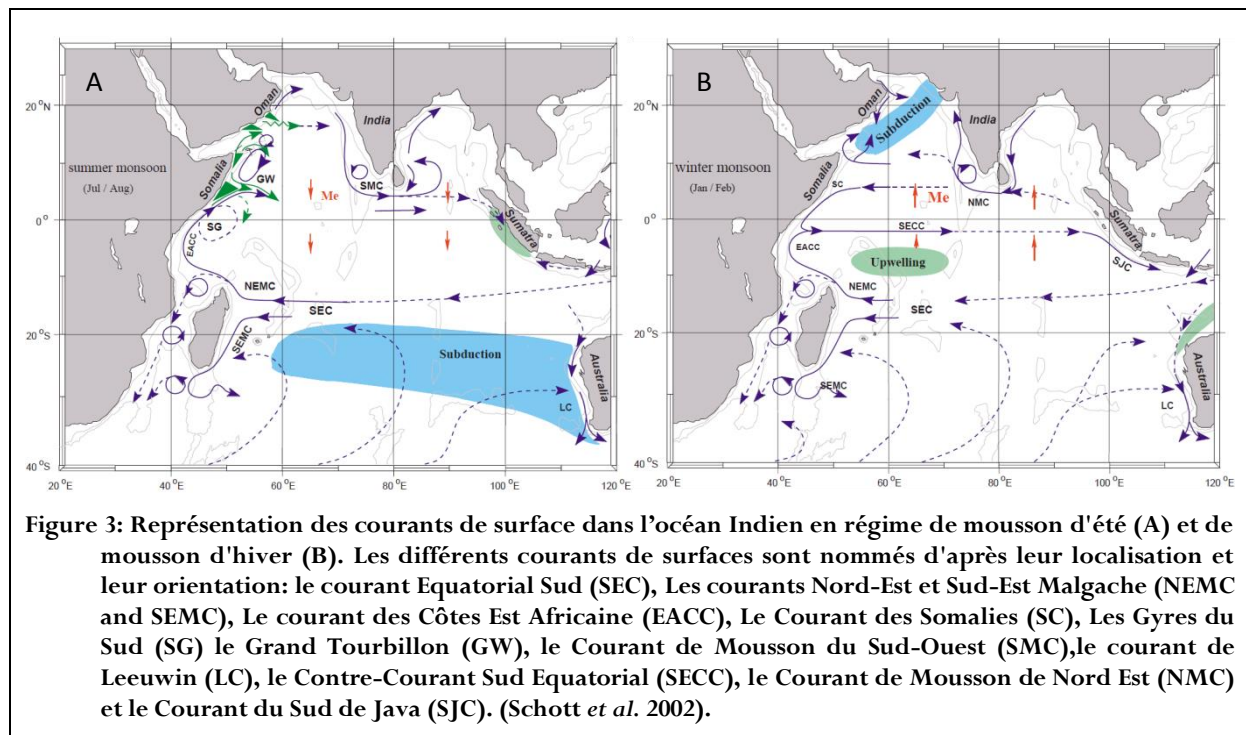 A
B
30 °N
20 °N
10 °N
0 °
10 °S
20 °S
40 °S
20 °E
40 °E
60 °E
80 °E
100 °E
120 °E
summer monsoon
(Jul / Aug)
Oman
India
Somalia
GW
SMC
Me
SG
EACC
Sumatra
NEMC
SEC
SEMC
Subduction
Australia
LC
20 °N
10 °N
0 °
10 °S
20 °S
40 °S
20 °E
40 °E
60 °E
80 °E
100 °E
120 °E
winter monsoon
(Jan / Feb)
Oman
Subduction
India
Somalia
SC
Me
NMC
SECC
EACC
Upwelling
Sumatra
SJC
NEMC
SEC
SEMC
Australia
LC
Figure 3: Représentation des courants de surface dans l’océan Indien en régime de mousson d'été (A) et de
mousson d'hiver (B). Les différents courants de surfaces sont nommés d'après leur localisation et
leur orientation: le courant Equatorial Sud (SEC), Les courants Nord-Est et Sud-Est Malgache (NEMC
and SEMC), Le courant des Côtes Est Africaine (EACC), Le Courant des Somalies (SC), Les Gyres du
Sud (SG) le Grand Tourbillon (GW), le Courant de Mousson du Sud-Ouest (SMC),le courant de
Leeuwin (LC), le Contre-Courant Sud Equatorial (SECC), le Courant de Mousson de Nord Est (NMC)
et le Courant du Sud de Java (SJC). (Schott et al. 2002).